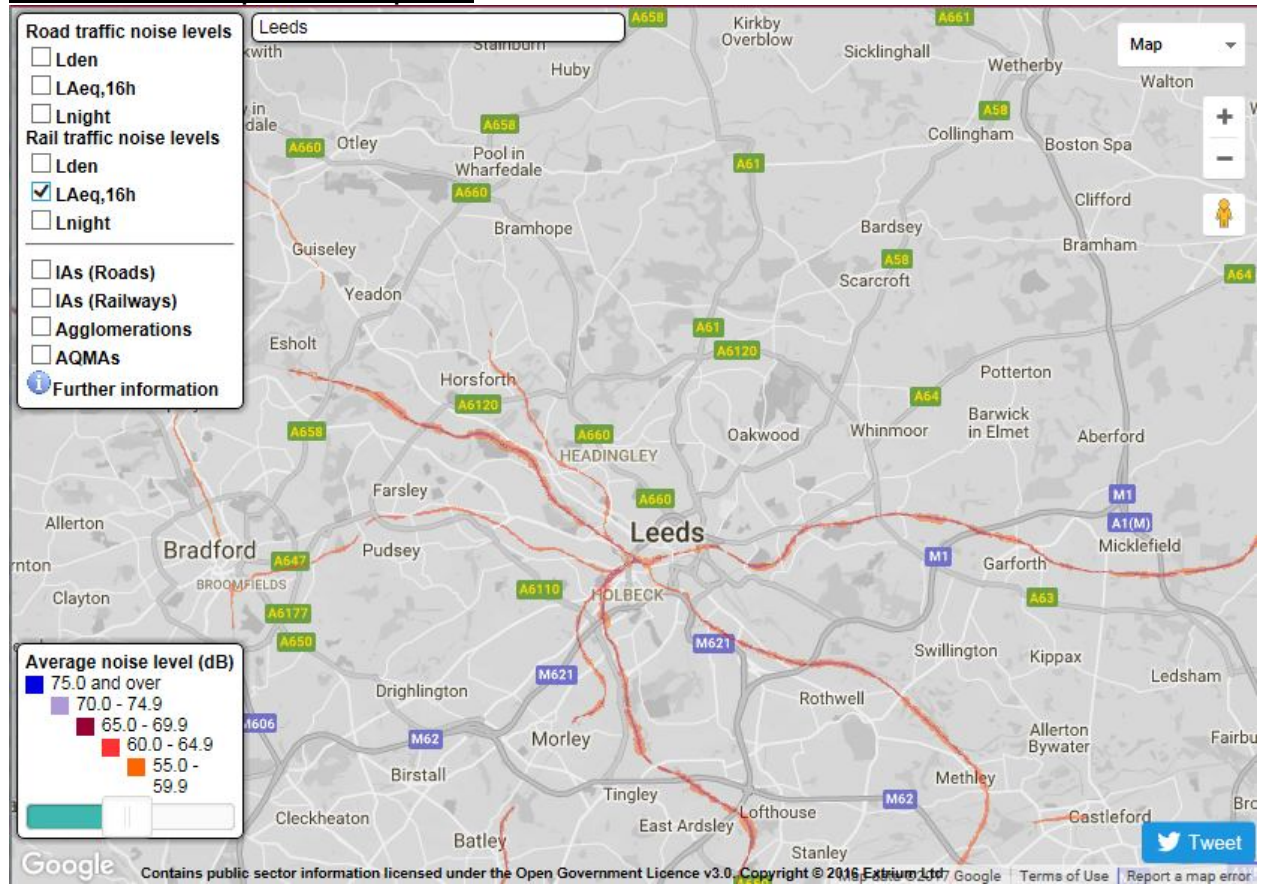 Road traffic noise levels
Lden
LAeq,16h
Lnight
Rail traffic noise levels
Lden
LAeq,16h
Lnight
IAs (Roads)
IAs (Railways)
Agglomerations
AQMAs
Further information
Leeds
Map
Average noise level (dB)
75.0 and over
70.0 - 74.9
65.0 - 69.9
60.0 - 64.9
55.0 -
59.9
A658
Kirkby
Overblow
A661
Sicklinghall
Wetherby
Huby
Walton
A58
A658
Collingham
Boston Spa
A660
Otley
Pool in
Wharfedale
A61
A660
Clifford
Bramhope
Bardsey
Bramham
Guiseley
A58
Scarcroft
A64
Yeadon
A61
Esholt
A6120
Horsforth
Potterton
A6120
A64
Barwick
in Elmet
A658
A660
Oakwood
Whinmoor
Aberford
HEADINGLEY
Farsley
A660
M1
Allerton
Leeds
A1(M)
Bradford
Pudsey
Micklefield
A647
M1
Garforth
BROOMFIELDS
Clayton
A6110
HOLBECK
A63
A6177
A650
M621
Swillington
Kippax
M621
Ledsham
Drighlington
Rothwell
M606
M62
Morley
Allerton
Bywater
Birstall
Methley
Tingley
M62
Cleckheaton
Lofthouse
Castleford
East Ardsley
Batley
Stanley
Tweet
Google
Contains public sector information licensed under the Open Government Licence v3.0. Copyright © 2016 Extrium Ltd.
Map data ©2017 Google
Terms of Use
Report a map error